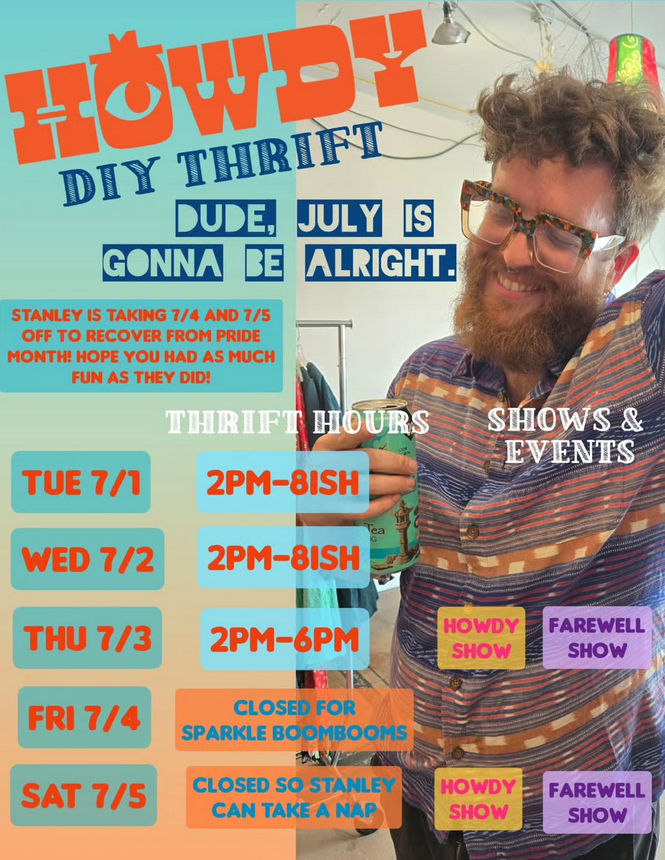 HOWDY
DIY THRIFT
DUDE, JULY IS
GONNA BE ALRIGHT.
STANLEY IS TAKING 7/4 AND 7/5
OFF TO RECOVER FROM PRIDE
MONTH! HOPE YOU HAD AS MUCH
FUN AS THEY DID!
THRIFT HOURS
SHOWS &
EVENTS
TUE 7/1
2PM-8ISH
Tea
WED 7/2
2PM-8ISH
THU 7/3
2PM-6PM
HOWDY
SHOW
FAREWELL
SHOW
FRI 7/4
CLOSED FOR
SPARKLE BOOMBOOMS
SAT 7/5
CLOSED SO STANLEY
CAN TAKE A NAP
HOWDY
SHOW
FAREWELL
SHOW